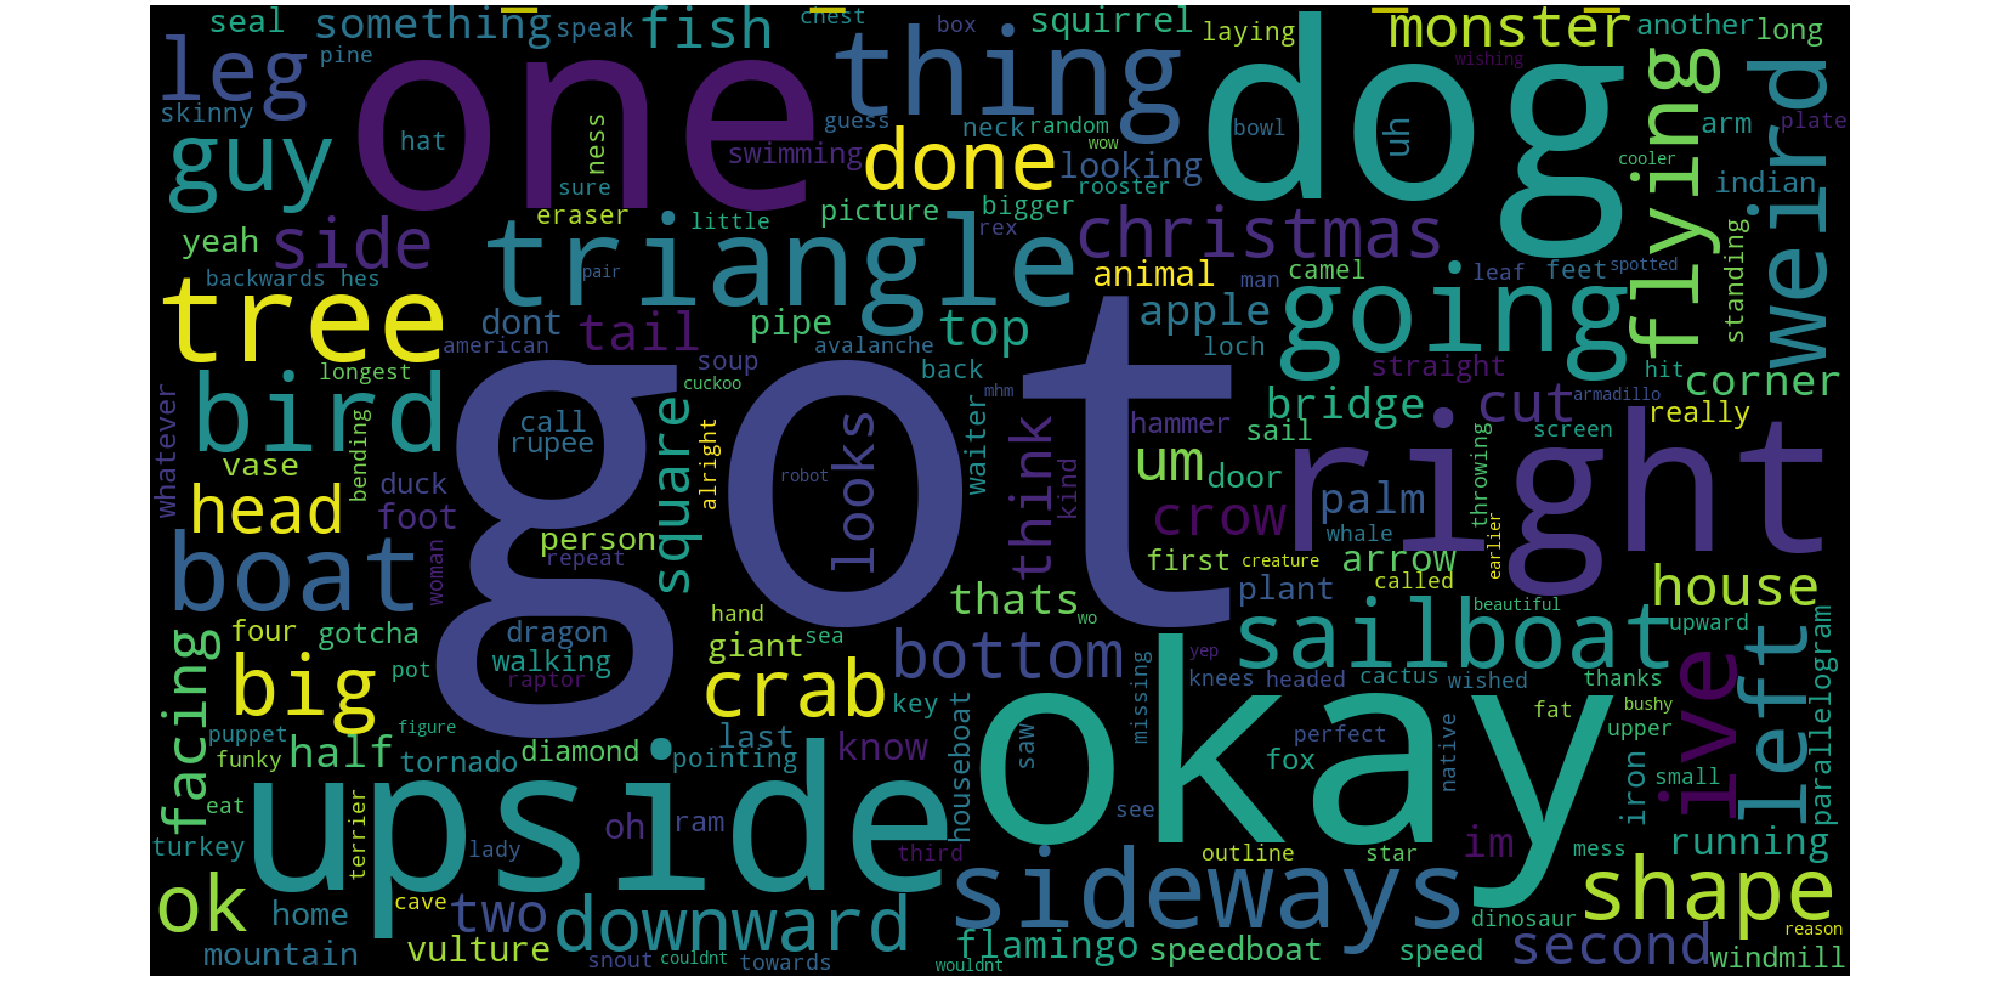 seal
something
speak
fish
chest
box
squirrel
laying
monster
another
long
leg
pine
one
thing
dog
wishing
flying
weird
skinny
hat
ness
guess
neck
random
wow
bowl
uh
arm
plate
guy
swimming
done
looking
cooler
sure
rooster
indian
side
eraser
little
picture
bigger
rex
christmas
yeah
triangle
animal
man
camel
leaf
feet
spotted
standing
backwards
hes
pair
going
tree
dont
tail
pipe
top
apple
american
avalanche
loch
longest
soup
back
straight
hit
corner
bird
got
cuckoo
mhm
bridge
cut
armadillo
really
whatever
bending
call
rupee
square
looks
waiter
think
hammer
sail
screen
right
vase
alright
robot
kind
um
door
throwing
duck
palm
head
foot
crow
whale
earlier
person
repeat
first
creature
arrow
boat
woman
thats
plant
called
house
hand
wo
beautiful
four
gotcha
dragon
giant
sea
bottom
sailboat
upward
facing
walking
yep
big
pot
raptor
crab
key
missing
knees
headed
cactus
wished
thanks
ive
left
parallelogram
puppet
figure
houseboat
fat
bushy
upper
funky
half
tornado
diamond
last
pointing
know
saw
okay
perfect
native
fox
small
iron
eat
upside
see
turkey
terrier
lady
oh
ram
third
outline
star
im
mess
running
ok
home
cave
two
downward
sideways
shape
dinosaur
reason
mountain
vulture
snout
couldnt
towards
flamingo
wouldnt
speedboat
speed
second
windmill